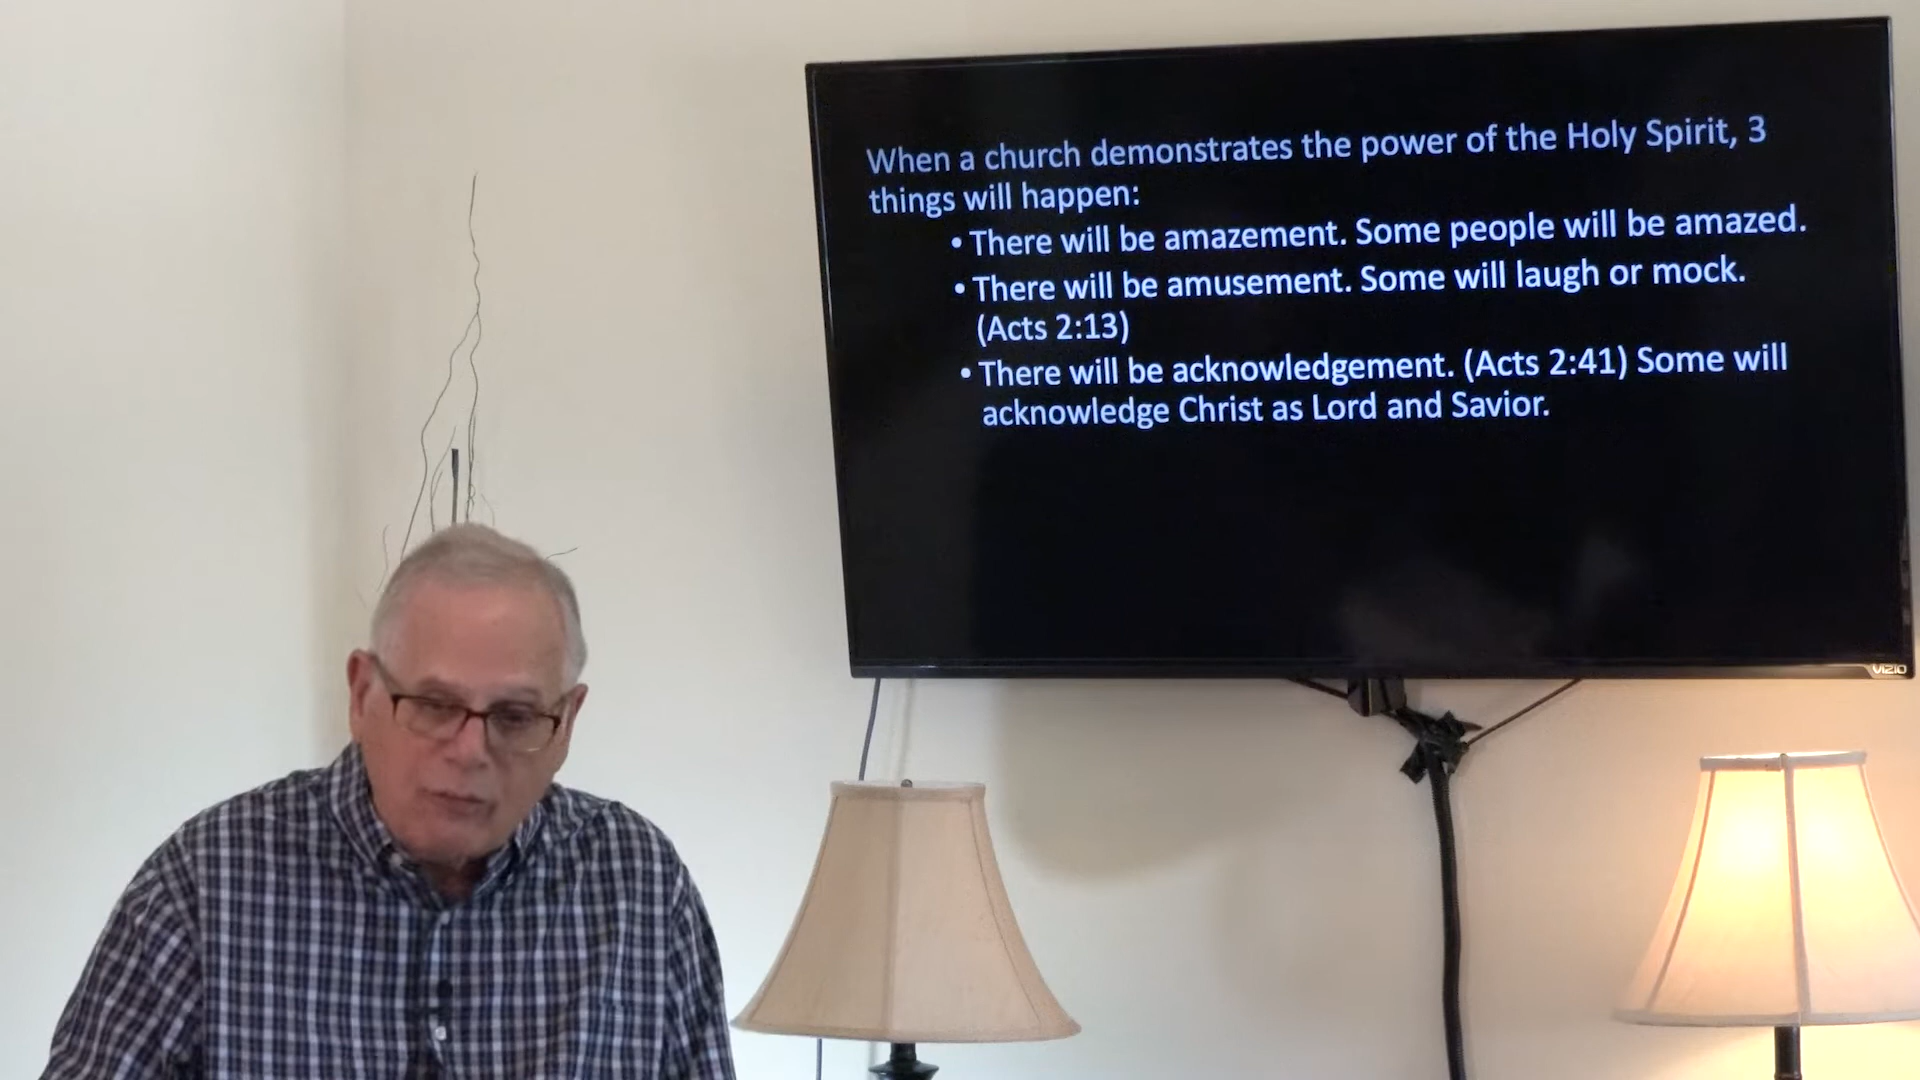 When a church demonstrates the power of the Holy Spirit, 3
things will happen:
• There will be amazement. Some people will be amazed.
• There will be amusement. Some will laugh or mock.
(Acts 2:13)
• There will be acknowledgement. (Acts 2:41) Some will
acknowledge Christ as Lord and Savior.
VIZIO